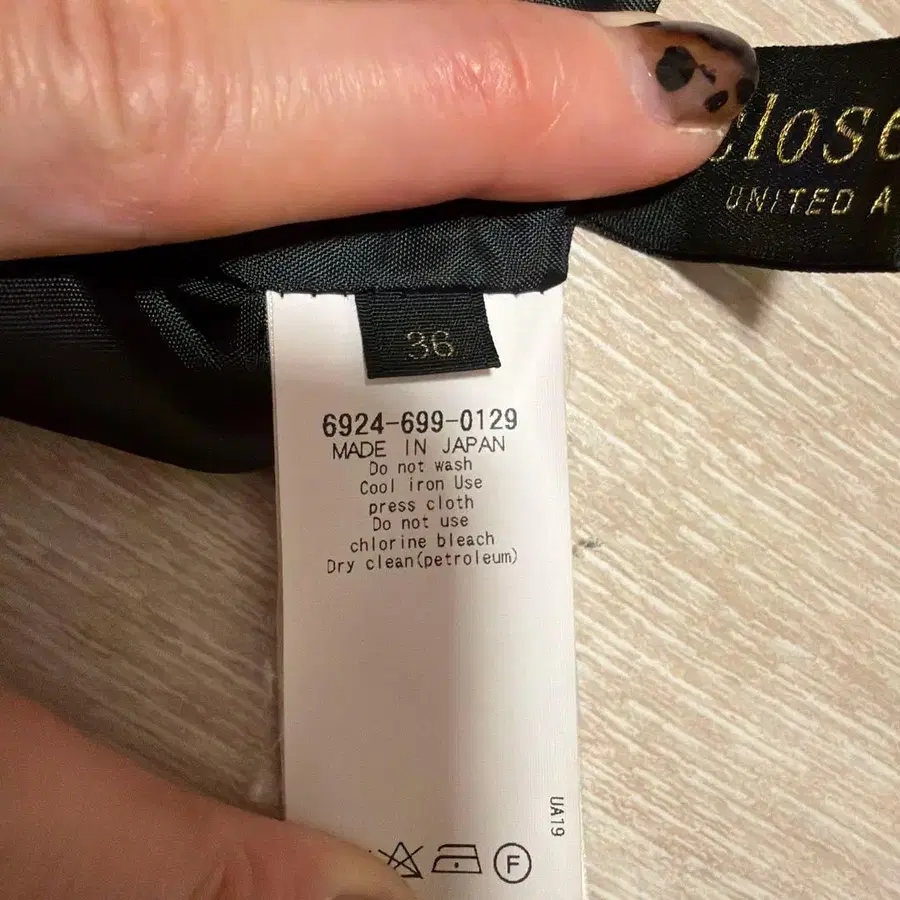 close
UNITED A
36
6924-699-0129
MADE IN JAPAN
Do not wash
Cool iron Use
press cloth
Do not use
chlorine bleach
Dry clean(petroleum)
UA19
F